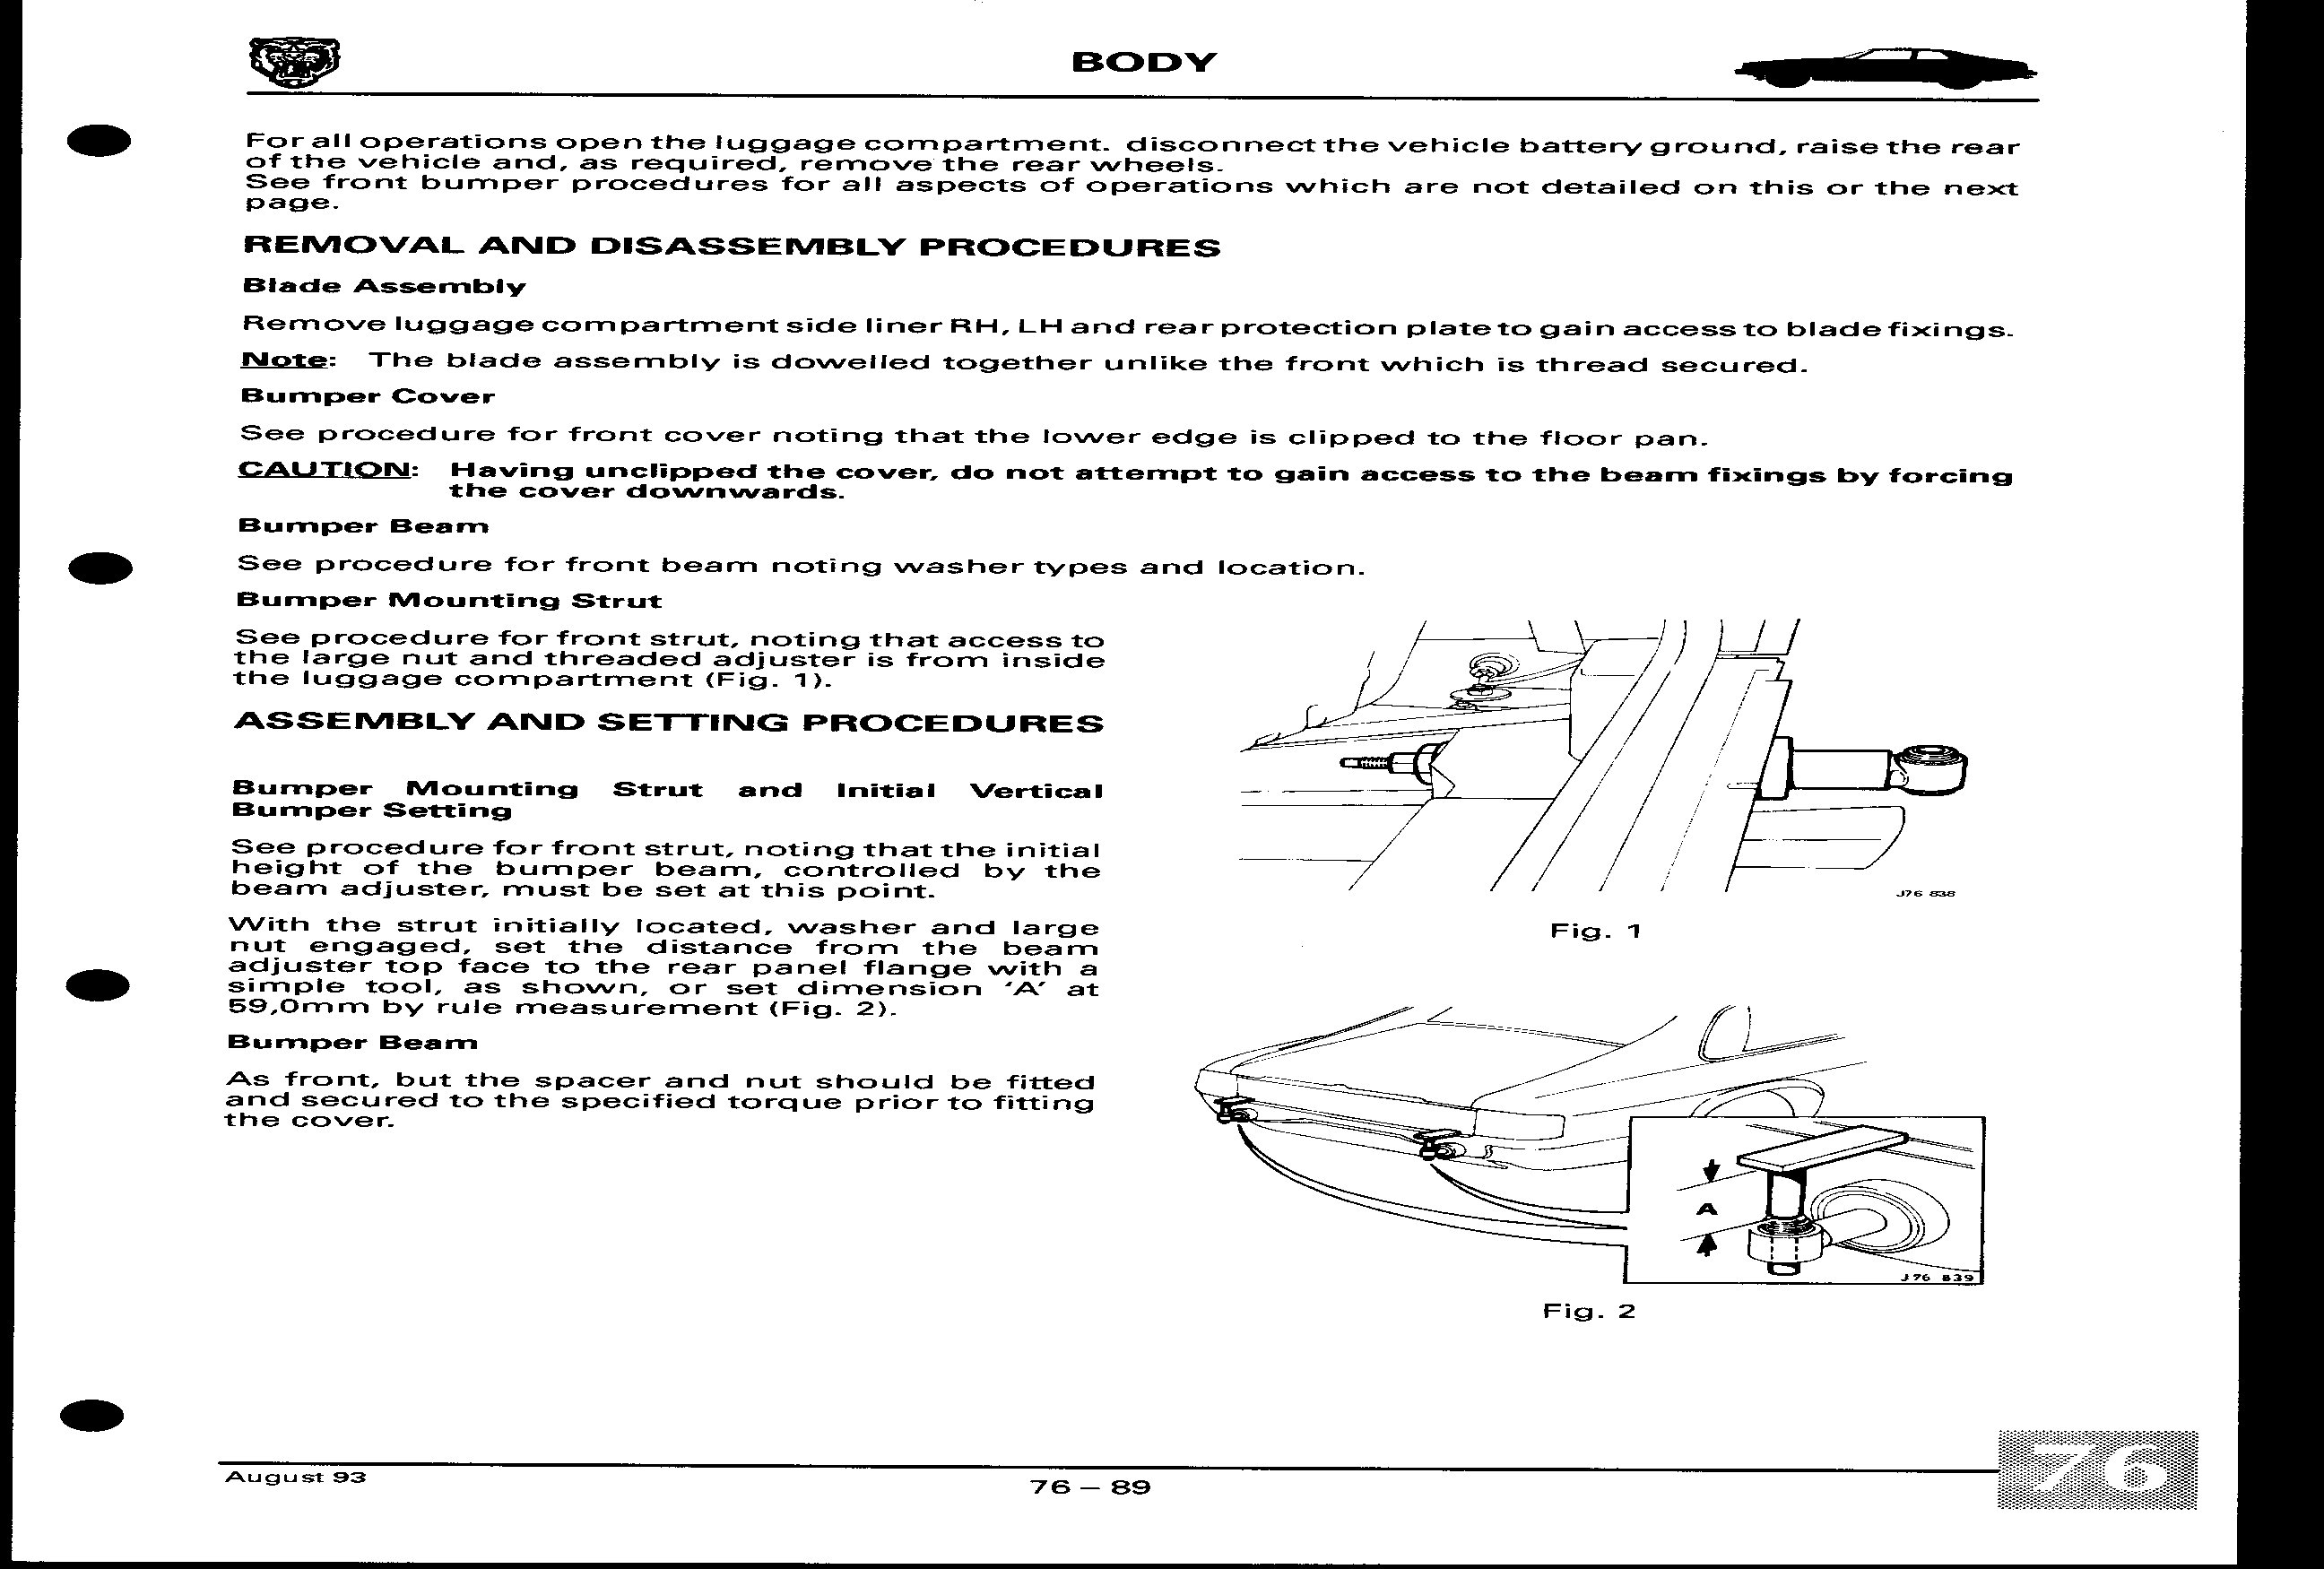 BODY
For all operations open the luggage compartment. disconnect the vehicle battery ground, raise the rear
of the vehicle and, as required, remove the rear wheels.
See front bumper procedures for all aspects of operations which are not detailed on this or the next
page.
REMOVAL AND DISASSEMBLY PROCEDURES
Blade Assembly
Remove luggage compartment side liner RH, LH and rear protection plate to gain access to blade fixings.
Note: The blade assembly is dowelled together unlike the front which is thread secured.
Bumper Cover
See procedure for front cover noting that the lower edge is clipped to the floor pan.
CAUTION: Having unclipped the cover, do not attempt to gain access to the beam fixings by forcing
the cover downwards.
Bumper Beam
See procedure for front beam noting washer types and location.
Bumper Mounting Strut
See procedure for front strut, noting that access to
the large nut and threaded adjuster is from inside
the luggage compartment (Fig. 1).
ASSEMBLY AND SETTING PROCEDURES
Bumper Mounting Strut and Initial Vertical
Bumper Setting
See procedure for front strut, noting that the initial
height of the bumper beam, controlled by the
beam adjuster, must be set at this point.
With the strut initially located, washer and large
nut engaged, set the distance from the beam
adjuster top face to the rear panel flange with a
simple tool, as shown, or set dimension 'A' at
59,0mm by rule measurement (Fig. 2).
Bumper Beam
As front, but the spacer and nut should be fitted
and secured to the specified torque prior to fitting
the cover.
J76 838
Fig. 1
A
J76 839
Fig. 2
August 93
76 – 89
76